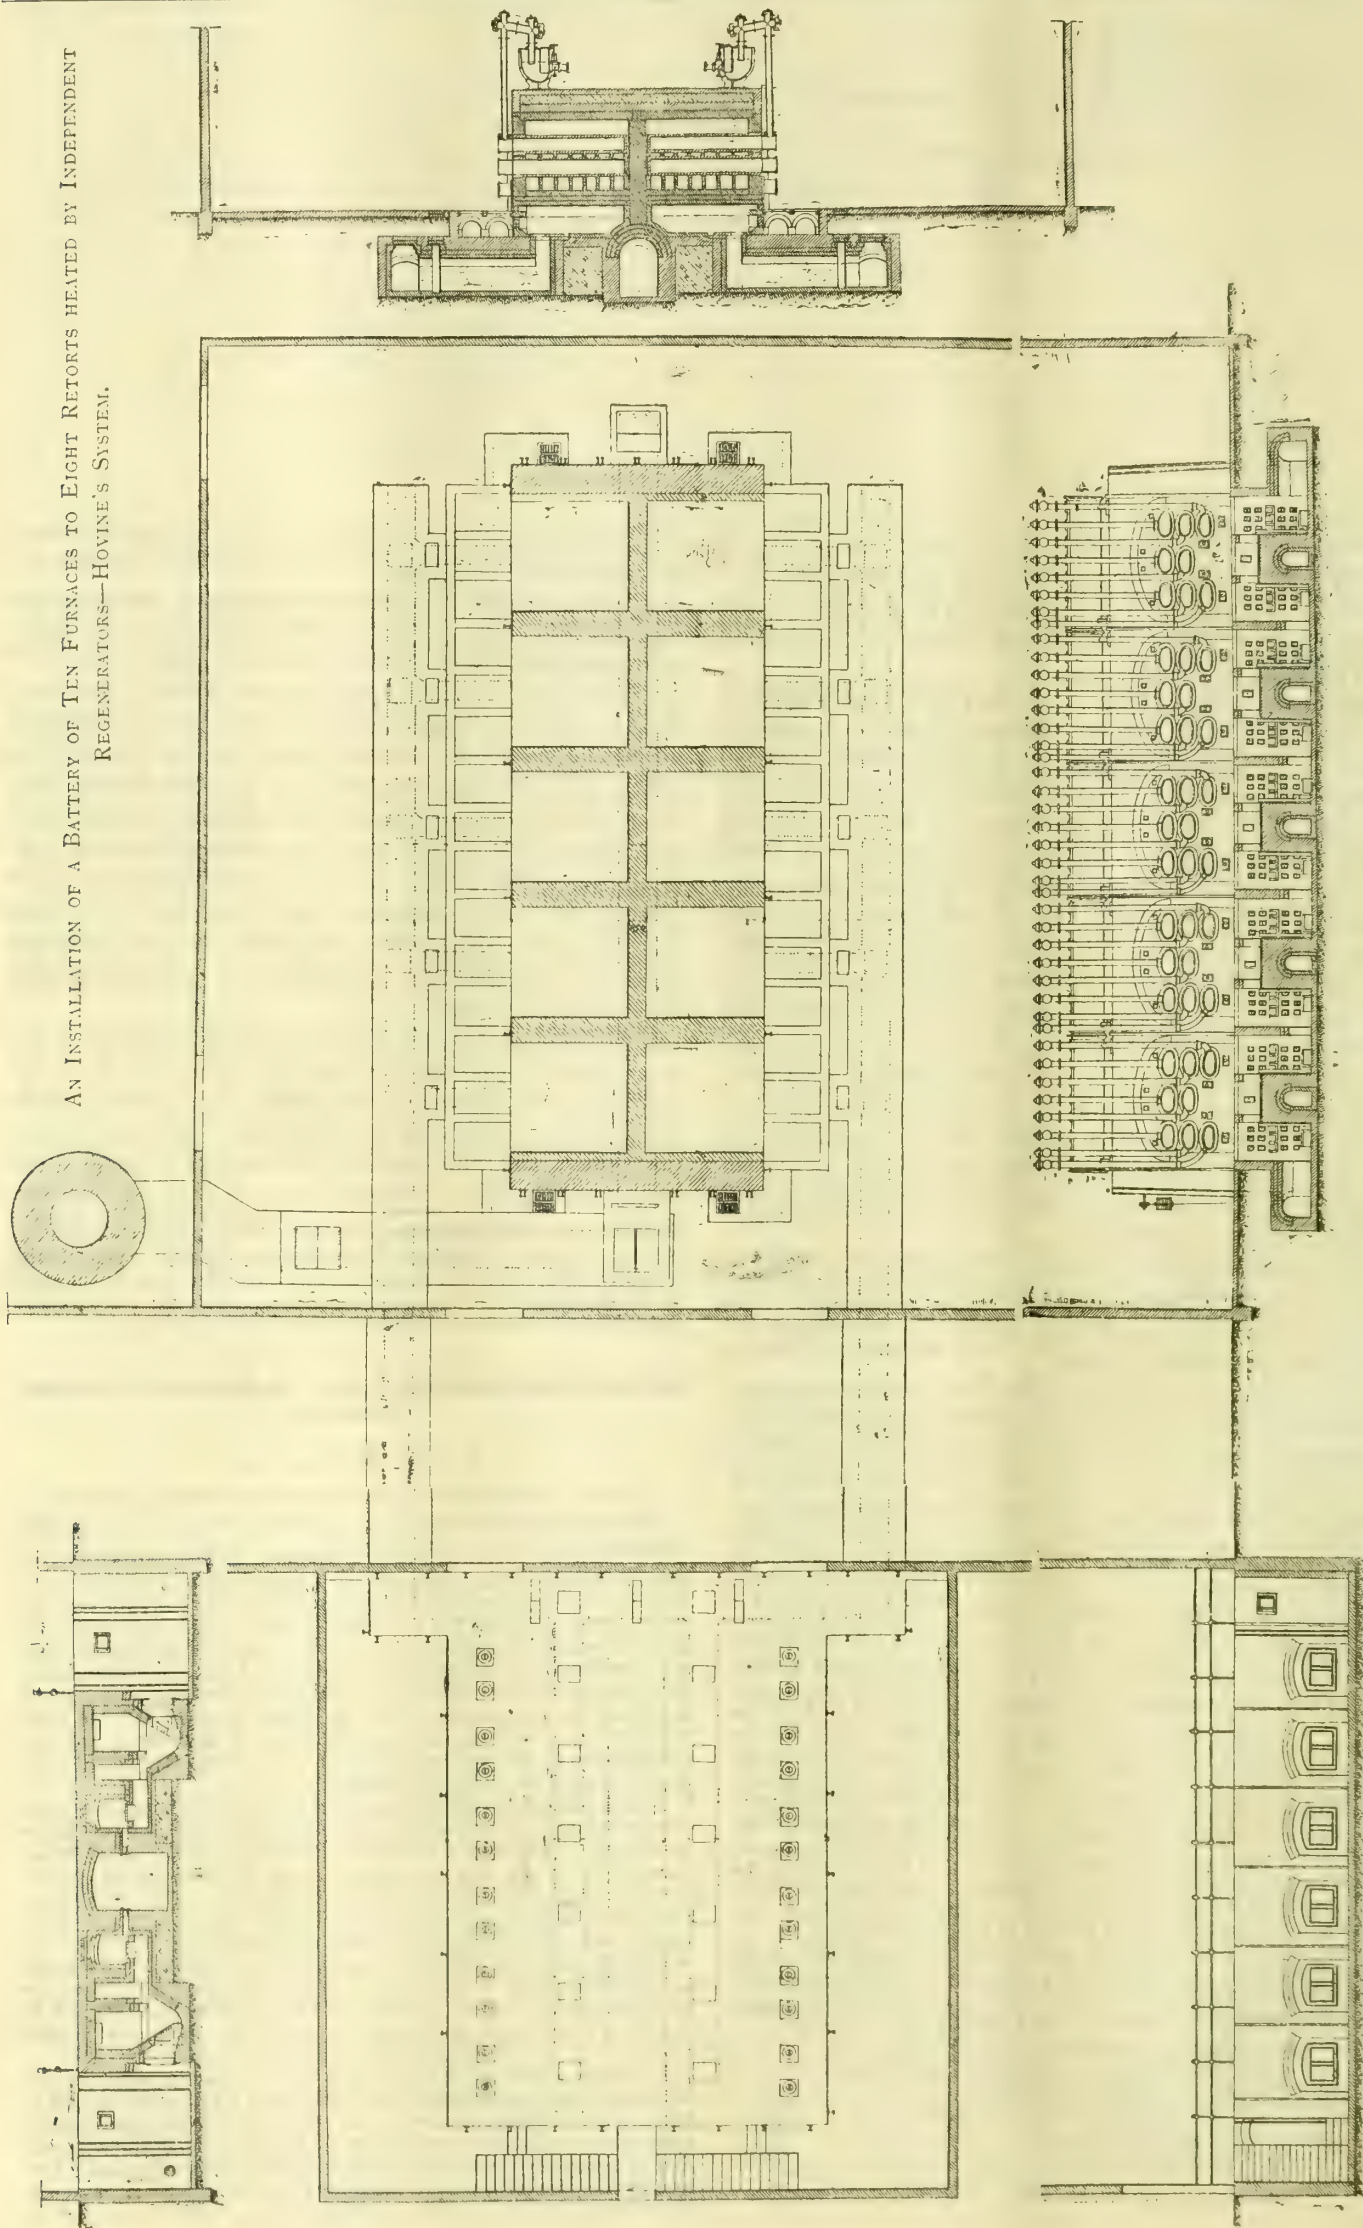 An Installation of a Battery of Ten Furnaces to Eight Retorts heated by Independent
Regenerators—Hovine's System.